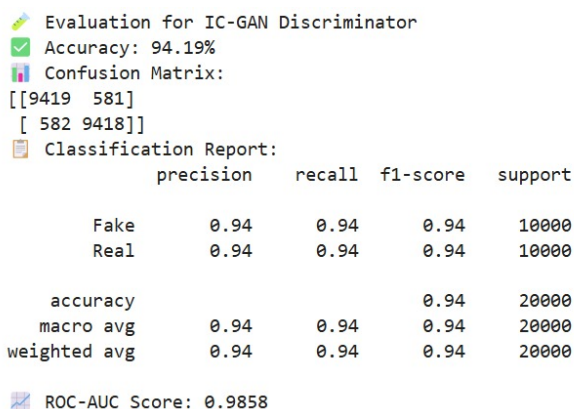 🧪 Evaluation for IC-GAN Discriminator
✅ Accuracy: 94.19%
📊 Confusion Matrix:
[[9419  581]
 [ 582 9418]]
📋 Classification Report:
              precision    recall  f1-score   support

        Fake       0.94      0.94      0.94     10000
        Real       0.94      0.94      0.94     10000

    accuracy                           0.94     20000
   macro avg       0.94      0.94      0.94     20000
weighted avg       0.94      0.94      0.94     20000

📈 ROC-AUC Score: 0.9858